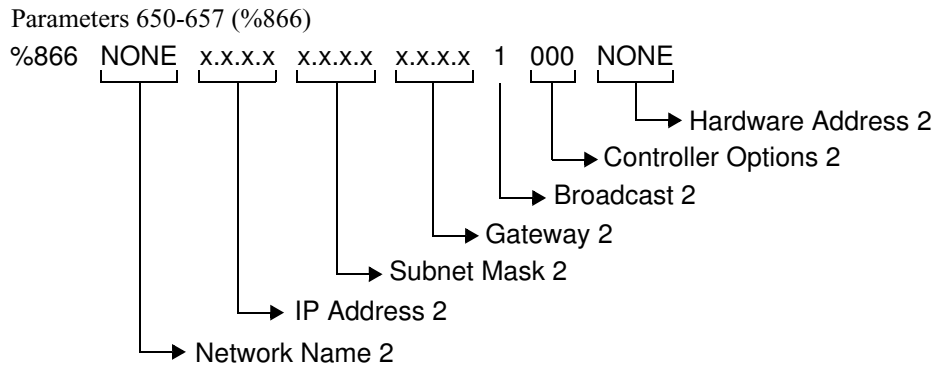 Parameters 650-657 (%866)
%866 NONE x.x.x.x x.x.x.x x.x.x.x 1 000 NONE
Hardware Address 2
Controller Options 2
Broadcast 2
Gateway 2
Subnet Mask 2
IP Address 2
Network Name 2